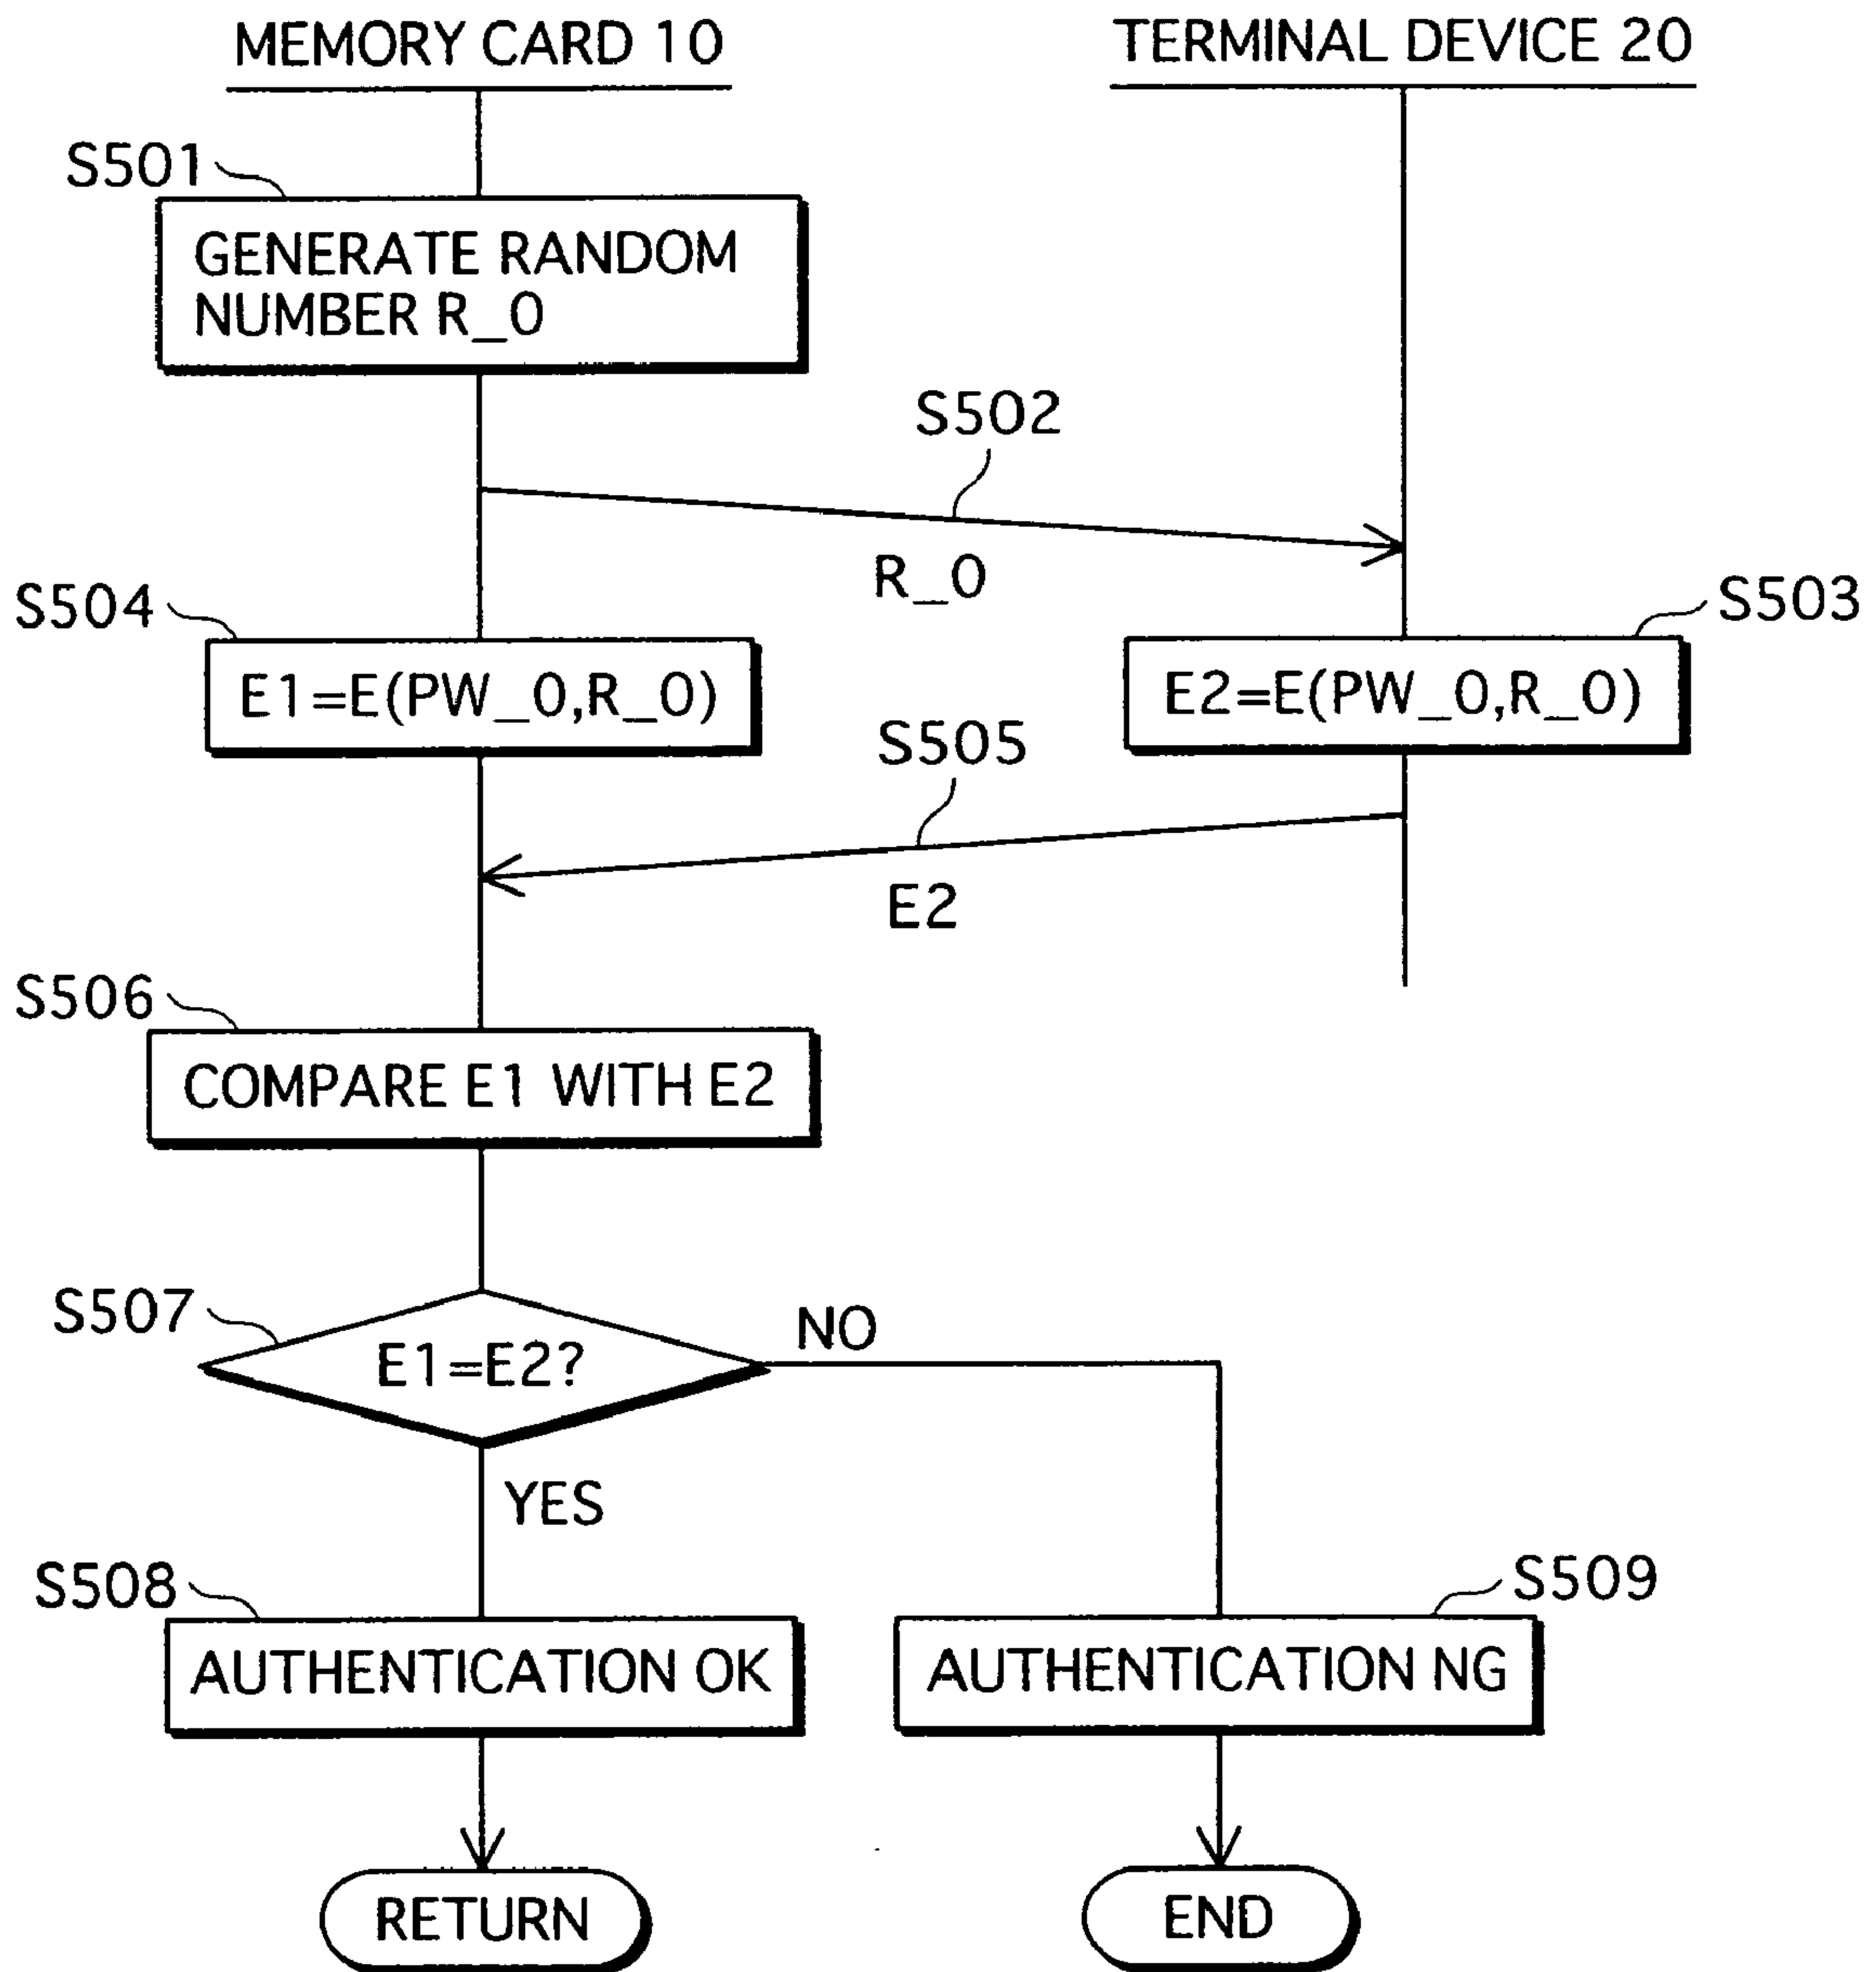 MEMORY CARD 10
TERMINAL DEVICE 20
S501
GENERATE RANDOM
NUMBER R_0
S502
R_0
S504
S503
E1=E(PW_0,R_0)
E2=E(PW_0,R_0)
S505
E2
S506
COMPARE E1 WITH E2
S507
NO
E1=E2?
YES
S508
S509
AUTHENTICATION OK
AUTHENTICATION NG
RETURN
END